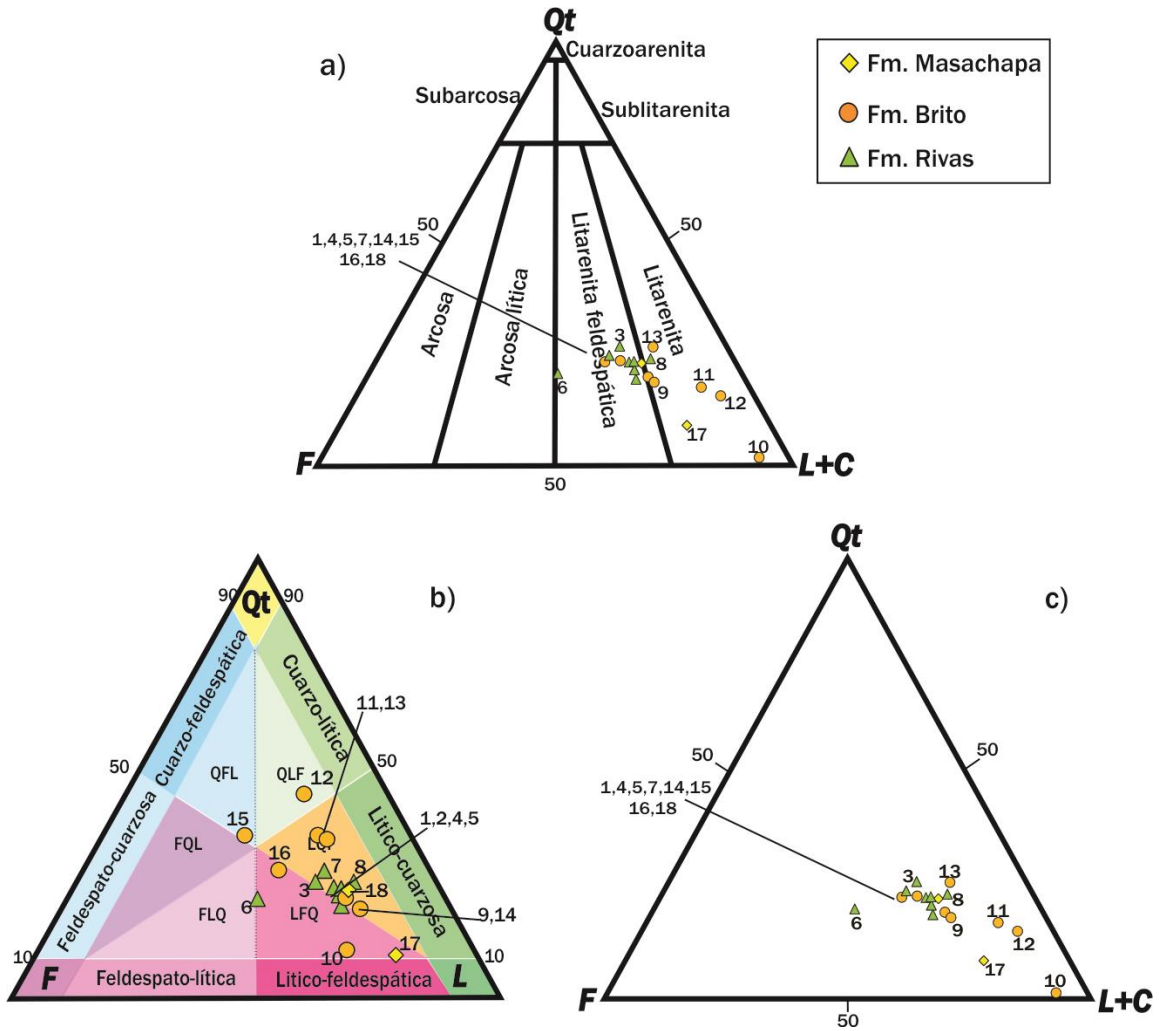 Qt
a)
Cuarzoarenita
Subarcosa
Sublitarenita
Fm. Masachapa
Fm. Brito
Fm. Rivas
50
50
1,4,5,7,14,15
16,18
Arcosa
Arcosa lítica
Litarenita feldespática
Litarenita
3
13
8
6
9
11
12
17
10
F
L+C
50
b)
90
Qt
90
Cuarzo-feldespática
Cuarzo-lítica
11,13
50
50
QFL
QLF
12
Feldespato-cuarzosa
Litico-cuarzosa
1,2,4,5
15
FQL
16
7
8
3
18
6
FLQ
LFQ
9,14
10
10
17
10
F
Feldespato-lítica
Litico-feldespática
L
Qt
c)
50
50
1,4,5,7,14,15
16,18
3
13
8
6
9
11
12
17
10
F
L+C
50